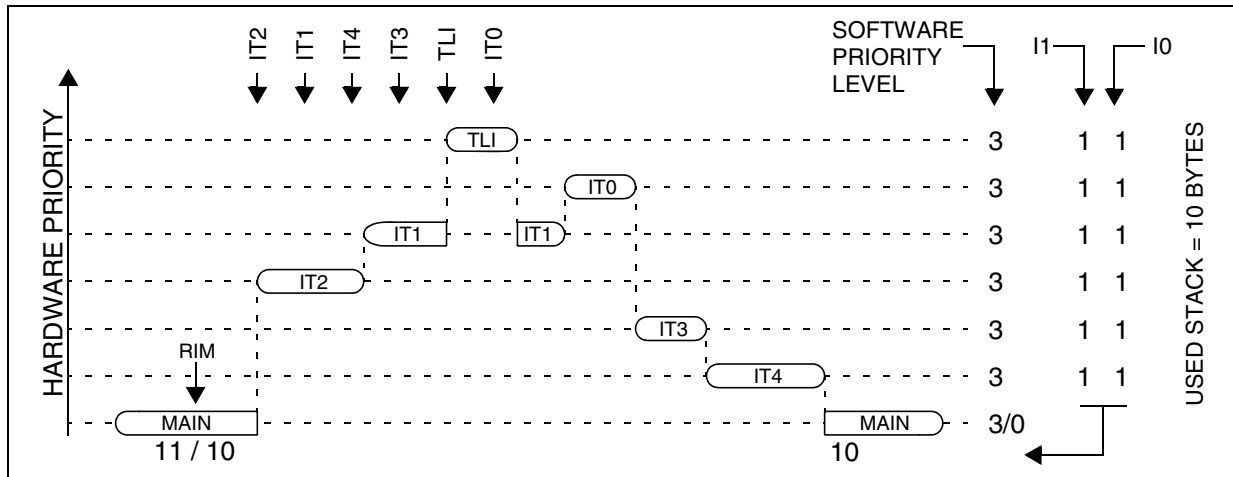 IT2
IT1
IT4
IT3
TLI
IT0
SOFTWARE
PRIORITY
LEVEL
I1
I0
HARDWARE PRIORITY
TLI
3
1 1
IT0
3
1 1
IT1
IT1
3
1 1
IT2
3
1 1
IT3
3
1 1
RIM
IT4
3
1 1
MAIN
MAIN
3/0
11 / 10
10
USED STACK = 10 BYTES